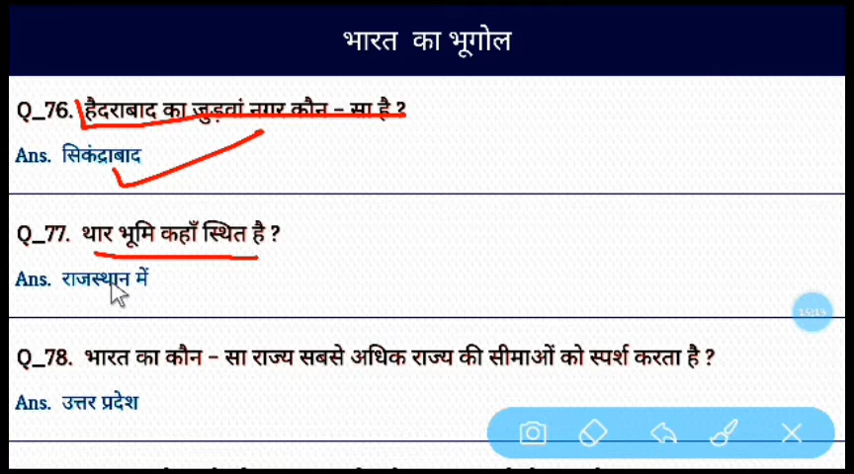 भारत का भूगोल
Q_76. हैदराबाद का जुड़वां नगर कौन – सा है ?
Ans. सिकंद्राबाद
Q_77. थार भूमि कहाँ स्थित है ?
Ans. राजस्थान में
Q_78. भारत का कौन – सा राज्य सबसे अधिक राज्य की सीमाओं को स्पर्श करता है ?
Ans. उत्तर प्रदेश